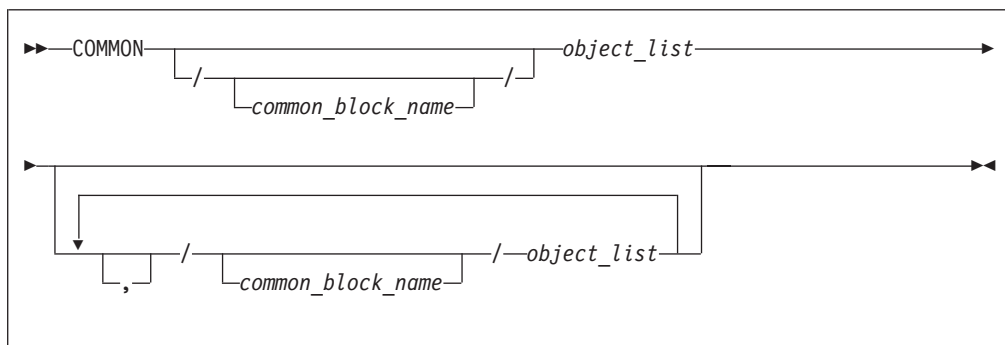 COMMON / common_block_name / object_list
, / common_block_name / object_list